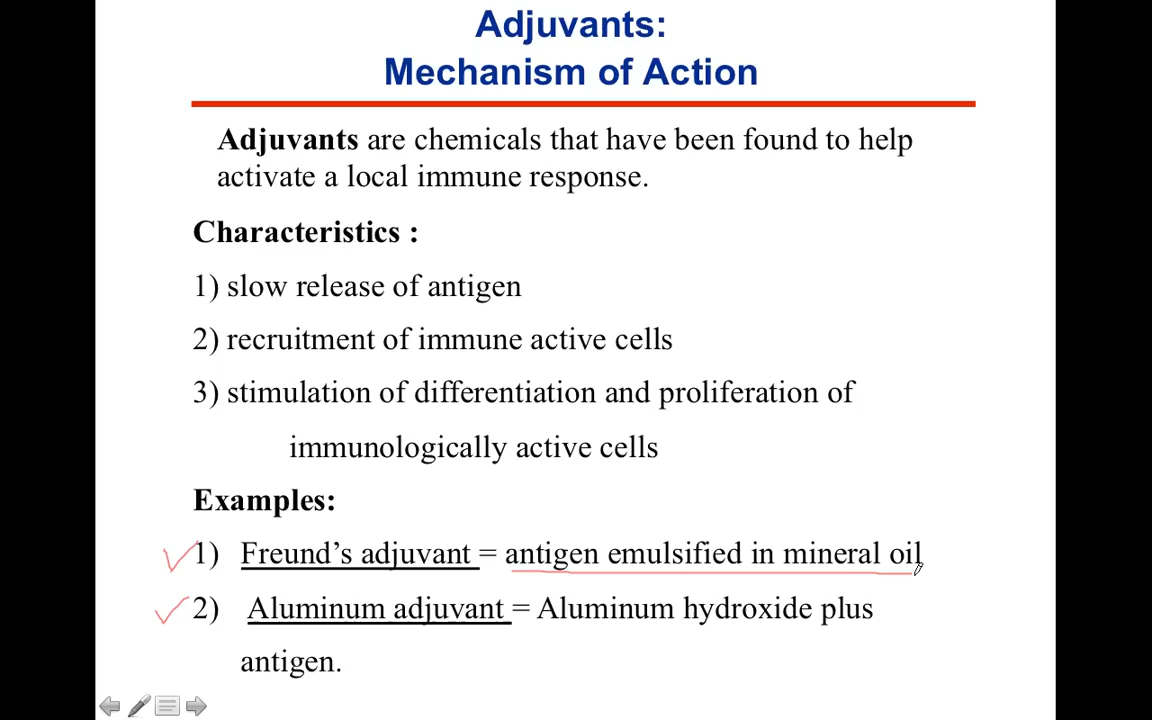 Adjuvants:
Mechanism of Action
Adjuvants are chemicals that have been found to help
activate a local immune response.
Characteristics :
1) slow release of antigen
2) recruitment of immune active cells
3) stimulation of differentiation and proliferation of
immunologically active cells
Examples:
1) Freund’s adjuvant = antigen emulsified in mineral oil
2) Aluminum adjuvant = Aluminum hydroxide plus
antigen.